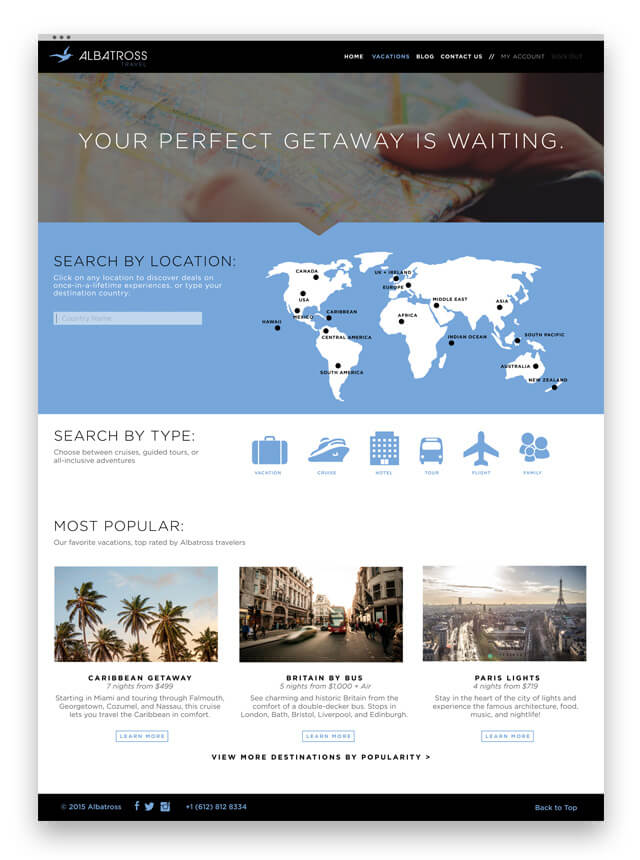 ALBATROSS
TRAVEL
HOME VACATIONS BLOG CONTACT US // MY ACCOUNT SIGN OUT
YOUR PERFECT GETAWAY IS WAITING.
SEARCH BY LOCATION:
Click on any location to discover deals on
once-in-a-lifetime experiences, or type your
destination country.
Country Name
CANADA
UK + IRELAND
EUROPE
USA
MIDDLE EAST
ASIA
MEXICO
CARIBBEAN
AFRICA
HAWAII
CENTRAL AMERICA
INDIAN OCEAN
SOUTH PACIFIC
SOUTH AMERICA
AUSTRALIA
NEW ZEALAND
SEARCH BY TYPE:
Choose between cruises, guided tours, or
all-inclusive adventures
VACATION CRUISE HOTEL TOUR FLIGHT FAMILY
MOST POPULAR:
Our favorite vacations, top rated by Albatross travelers
CARIBBEAN GETAWAY
7 nights from $499
Starting in Miami and touring through Falmouth,
Georgetown, Cozumel, and Nassau, this cruise
lets you travel the Caribbean in comfort.
LEARN MORE
BRITAIN BY BUS
5 nights from $1,000 + Air
See charming and historic Britain from the
comfort of a double-decker bus. Stops in
London, Bath, Bristol, Liverpool, and Edinburgh.
LEARN MORE
PARIS LIGHTS
4 nights from $719
Stay in the heart of the city of lights and
experience the famous architecture, food,
music, and nightlife!
LEARN MORE
VIEW MORE DESTINATIONS BY POPULARITY >
© 2015 Albatross +1 (612) 812 8334 Back to Top